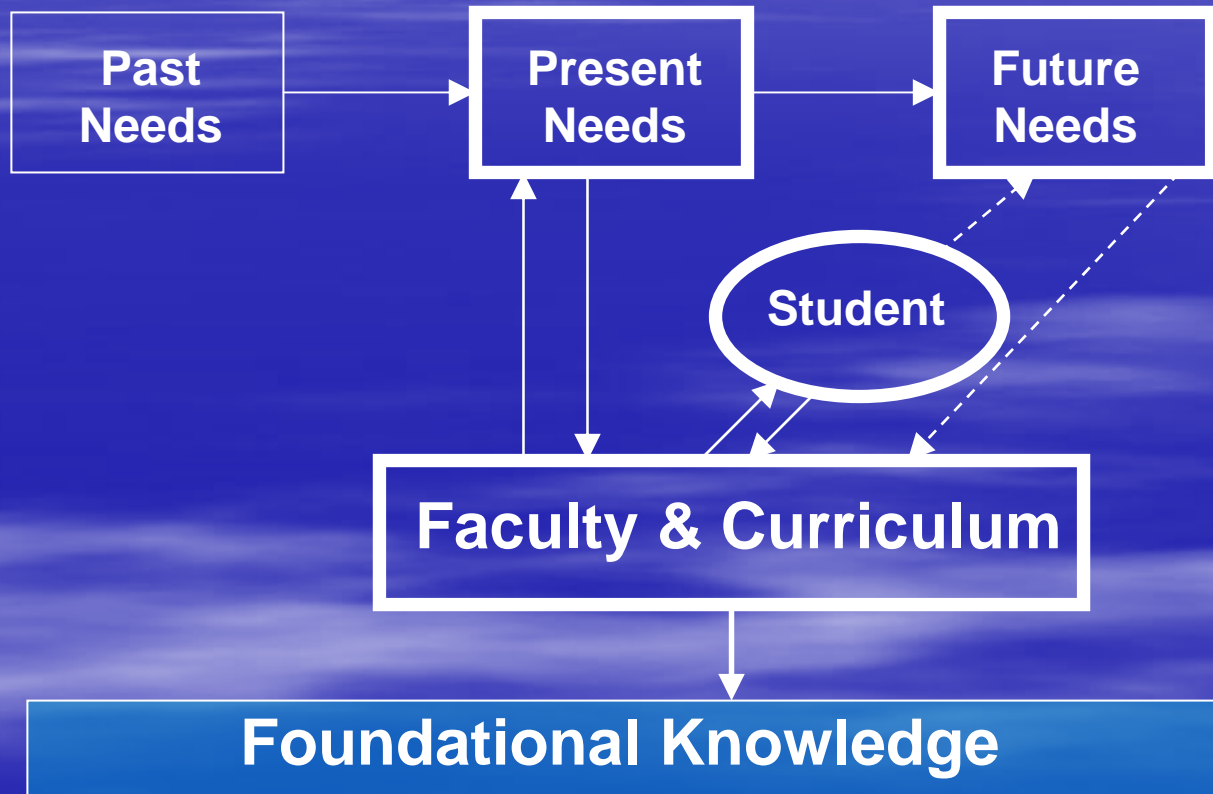 Past
Needs
Present
Needs
Future
Needs
Student
Faculty & Curriculum
Foundational Knowledge